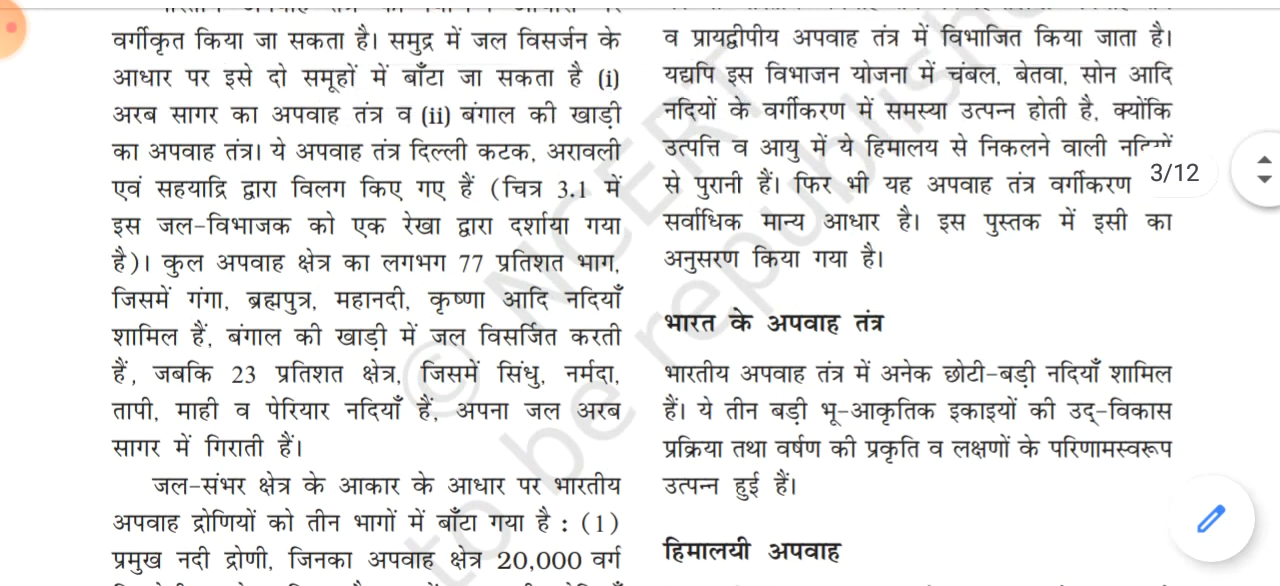 वर्गीकृत किया जा सकता है। समुद्र में जल विसर्जन के
आधार पर इसे दो समूहों में बाँटा जा सकता है (i)
अरब सागर का अपवाह तंत्र व (ii) बंगाल की खाड़ी
का अपवाह तंत्र। ये अपवाह तंत्र दिल्ली कटक, अरावली
एवं सहयाद्रि द्वारा विलग किए गए हैं (चित्र 3.1 में
इस जल-विभाजक को एक रेखा द्वारा दर्शाया गया
है)। कुल अपवाह क्षेत्र का लगभग 77 प्रतिशत भाग,
जिसमें गंगा, ब्रह्मपुत्र, महानदी, कृष्णा आदि नदियाँ
शामिल हैं, बंगाल की खाड़ी में जल विसर्जित करती
हैं, जबकि 23 प्रतिशत क्षेत्र, जिसमें सिंधु, नर्मदा,
तापी, माही व पेरियार नदियाँ हैं, अपना जल अरब
सागर में गिराती हैं।
जल-संभर क्षेत्र के आकार के आधार पर भारतीय
अपवाह द्रोणियों को तीन भागों में बाँटा गया है : (1)
प्रमुख नदी द्रोणी, जिनका अपवाह क्षेत्र 20,000 वर्ग
व प्रायद्वीपीय अपवाह तंत्र में विभाजित किया जाता है।
यद्यपि इस विभाजन योजना में चंबल, बेतवा, सोन आदि
नदियों के वर्गीकरण में समस्या उत्पन्न होती है, क्योंकि
उत्पत्ति व आयु में ये हिमालय से निकलने वाली नदियों
से पुरानी हैं। फिर भी यह अपवाह तंत्र वर्गीकरण
सर्वाधिक मान्य आधार है। इस पुस्तक में इसी का
अनुसरण किया गया है।
भारत के अपवाह तंत्र
भारतीय अपवाह तंत्र में अनेक छोटी-बड़ी नदियाँ शामिल
हैं। ये तीन बड़ी भू-आकृतिक इकाइयों की उद्-विकास
प्रक्रिया तथा वर्षण की प्रकृति व लक्षणों के परिणामस्वरूप
उत्पन्न हुई हैं।
हिमालयी अपवाह
3/12
© NCERT
to be republished